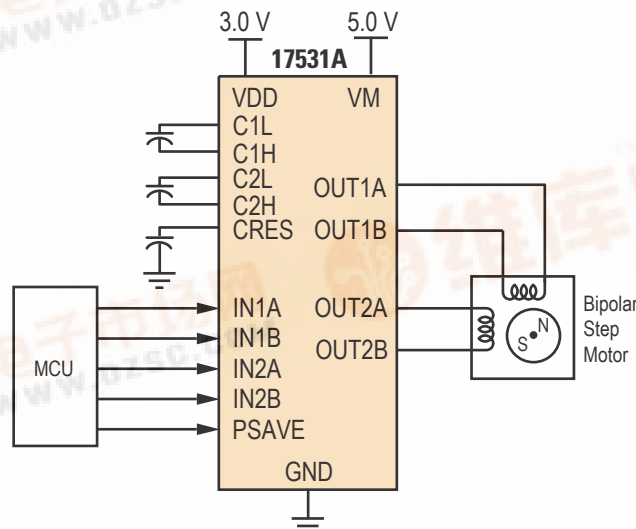 3.0 V
5.0 V
17531A
VDD
VM
C1L
C1H
C2L
C2H
CRES
OUT1A
OUT1B
IN1A
IN1B
IN2A
IN2B
PSAVE
OUT2A
OUT2B
GND
MCU
N
S
Bipolar
Step
Motor